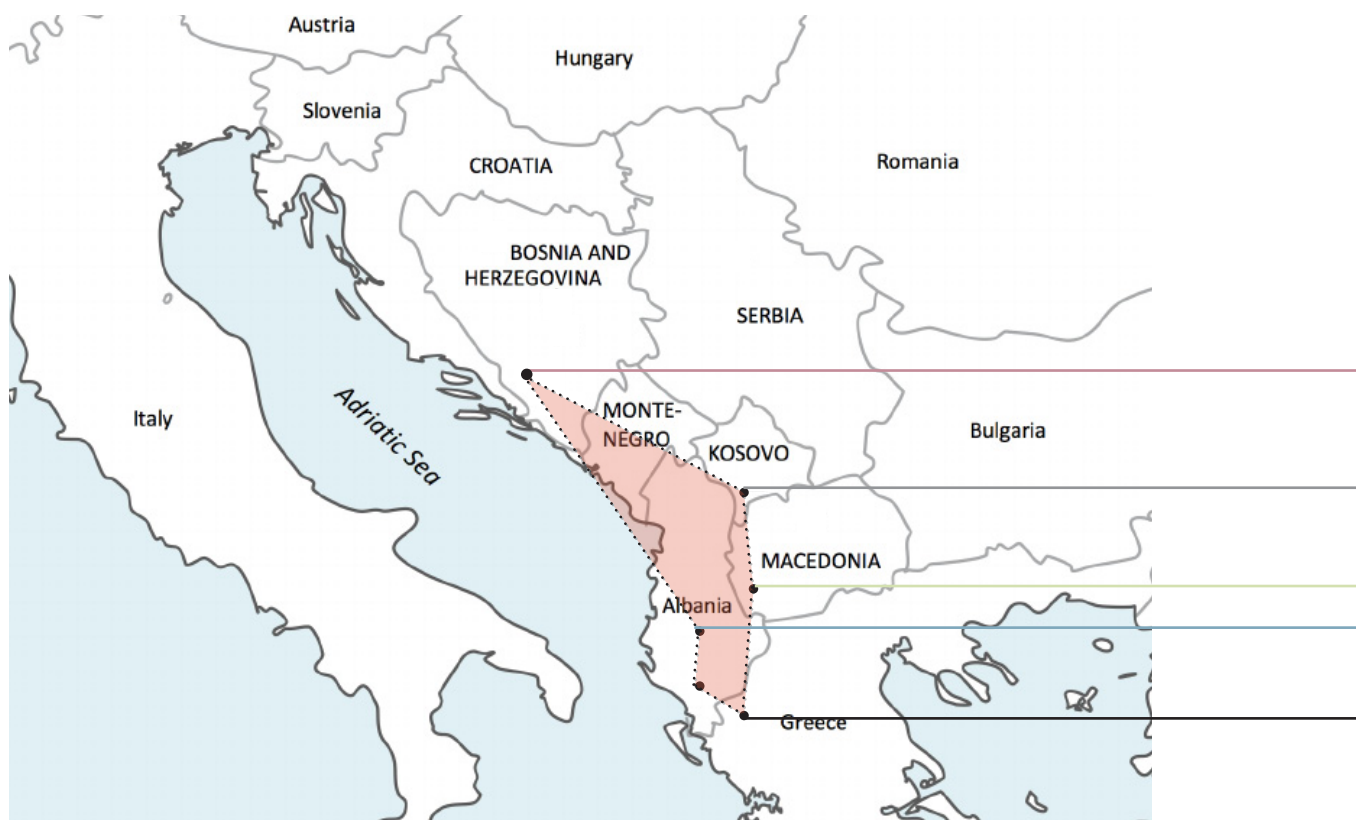 Austria
Hungary
Slovenia
CROATIA
Romania
BOSNIA AND
HERZEGOVINA
SERBIA
Italy
Adriatic Sea
MONTE-
NEGRO
KOSOVO
Bulgaria
MACEDONIA
Albania
Greece